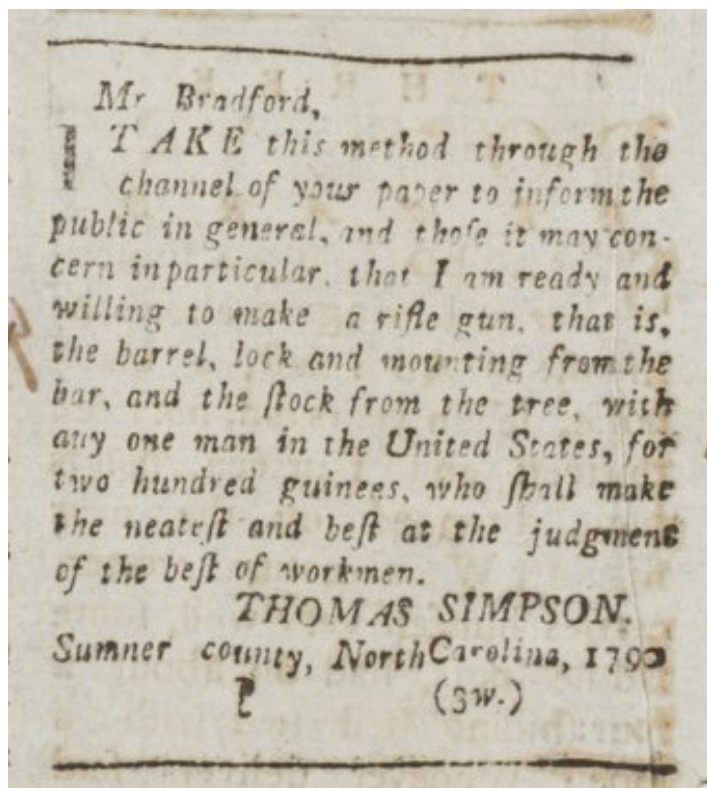 Mr Bradford,
I TAKE this method through the
channel of your paper to inform the
public in general, and thoſe it may con-
cern in particular, that I am ready and
willing to make a rifle gun, that is,
the barrel, lock and mounting from the
bar, and the ſtock from the tree, with
any one man in the United States, for
two hundred guinees, who ſhall make
the neateſt and beſt at the judgment
of the beſt of workmen.
THOMAS SIMPSON.
Sumner county, North Carolina, 1790
(3w.)